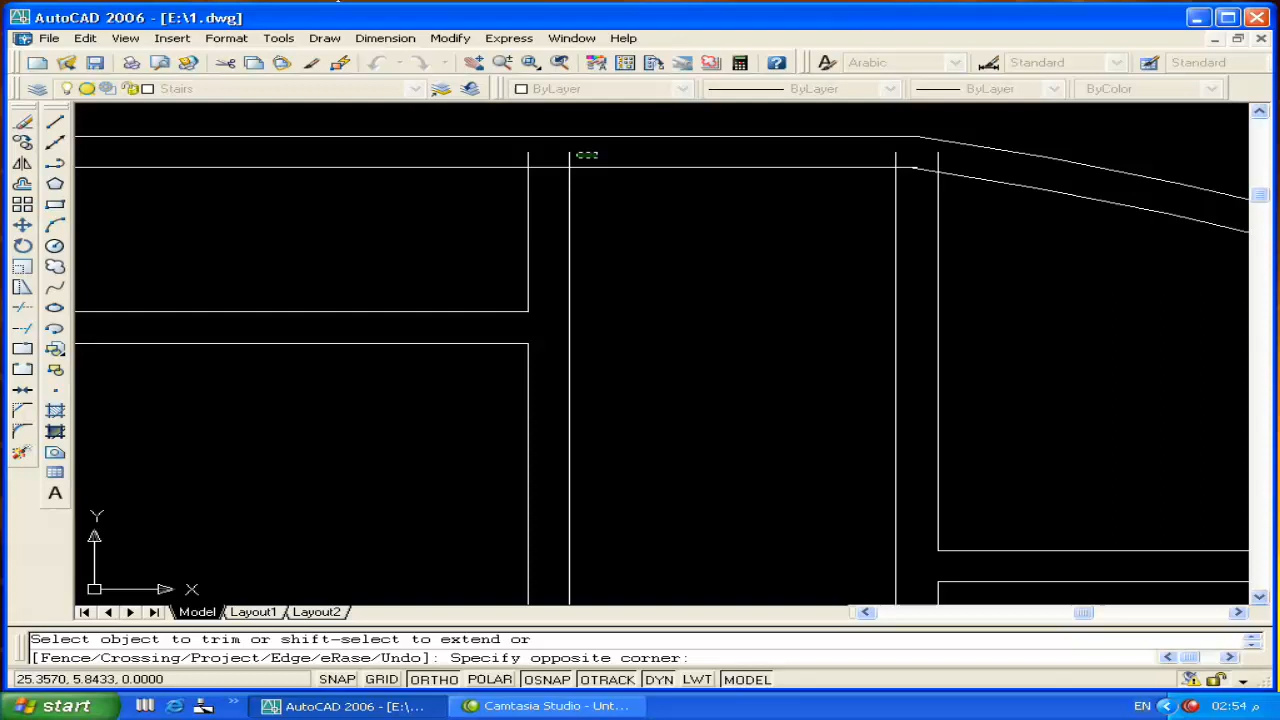 AutoCAD 2006 - [E:\1.dwg]
File Edit View Insert Format Tools Draw Dimension Modify Express Window Help
Arabic Standard Standard
Stairs ByLayer ByLayer ByLayer ByColor
Y
X
Model Layout1 Layout2
Select object to trim or shift-select to extend or
[Fence/Crossing/Project/Edge/eRase/Undo]: Specify opposite corner:
25.3570, 5.8433, 0.0000 SNAP GRID ORTHO POLAR OSNAP OTRACK DYN LWT MODEL
start AutoCAD 2006 - [E:\... Camtasia Studio - Unt... EN 02:54 م